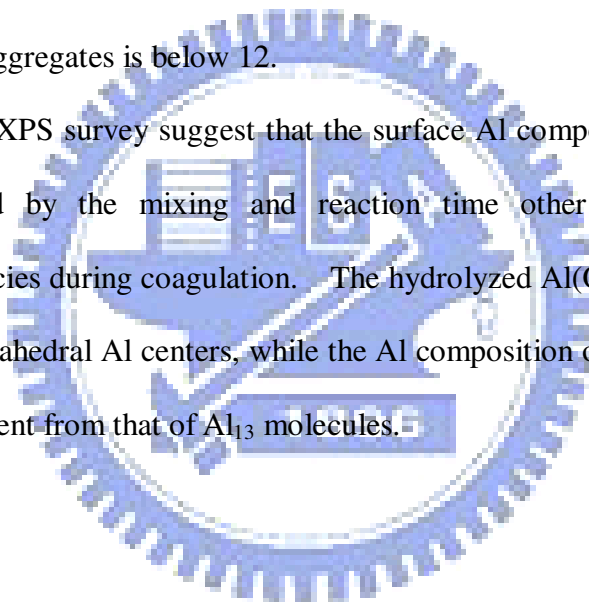 ggregates is below 12.
XPS survey suggest that the surface Al compo
by the mixing and reaction time other
cies during coagulation. The hydrolyzed Al(
ahedral Al centers, while the Al composition
ent from that of Al₁₃ molecules.
ES
1896